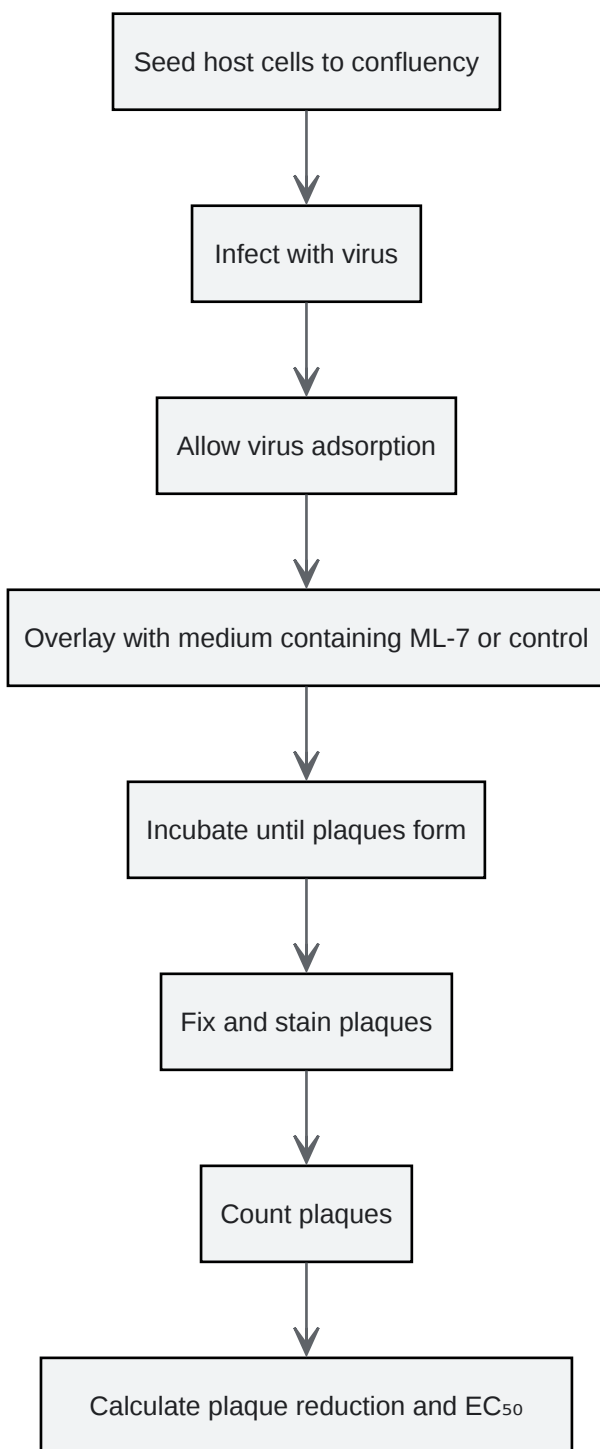 Seed host cells to confluency
Infect with virus
Allow virus adsorption
Overlay with medium containing ML-7 or control
Incubate until plaques form
Fix and stain plaques
Count plaques
Calculate plaque reduction and EC₅₀